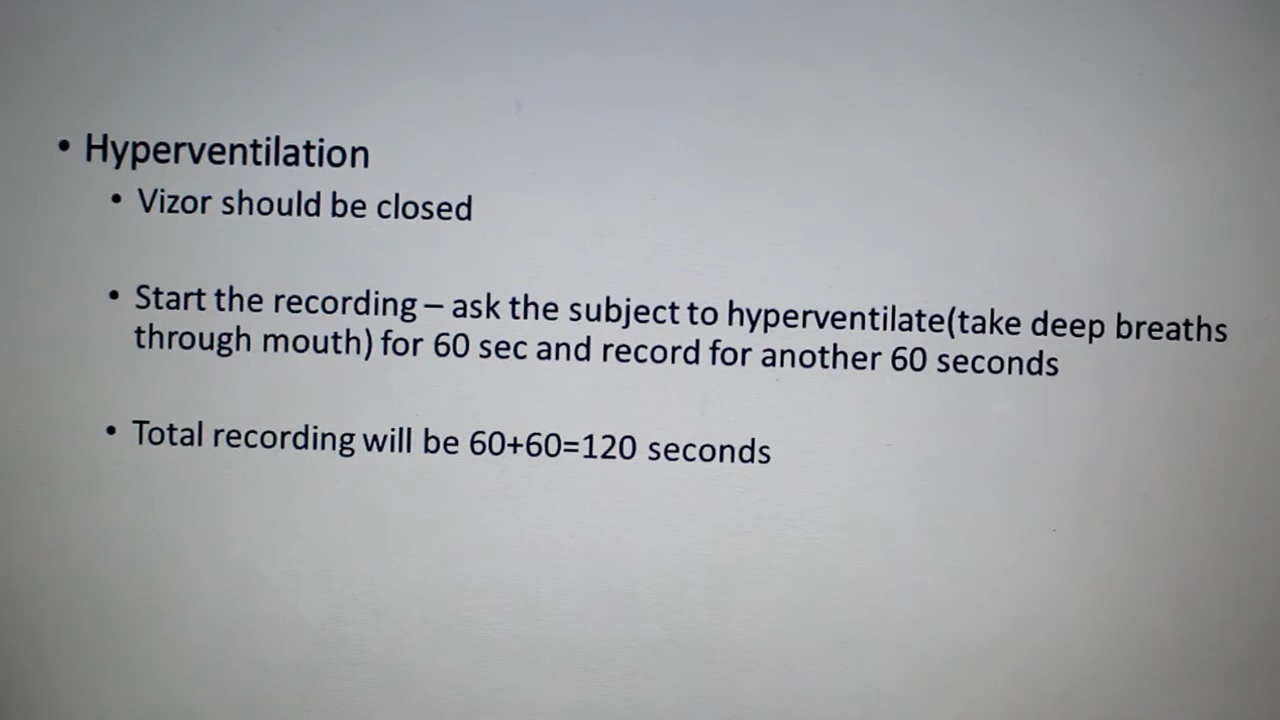 • Hyperventilation
• Vizor should be closed
• Start the recording – ask the subject to hyperventilate(take deep breaths
through mouth) for 60 sec and record for another 60 seconds
• Total recording will be 60+60=120 seconds